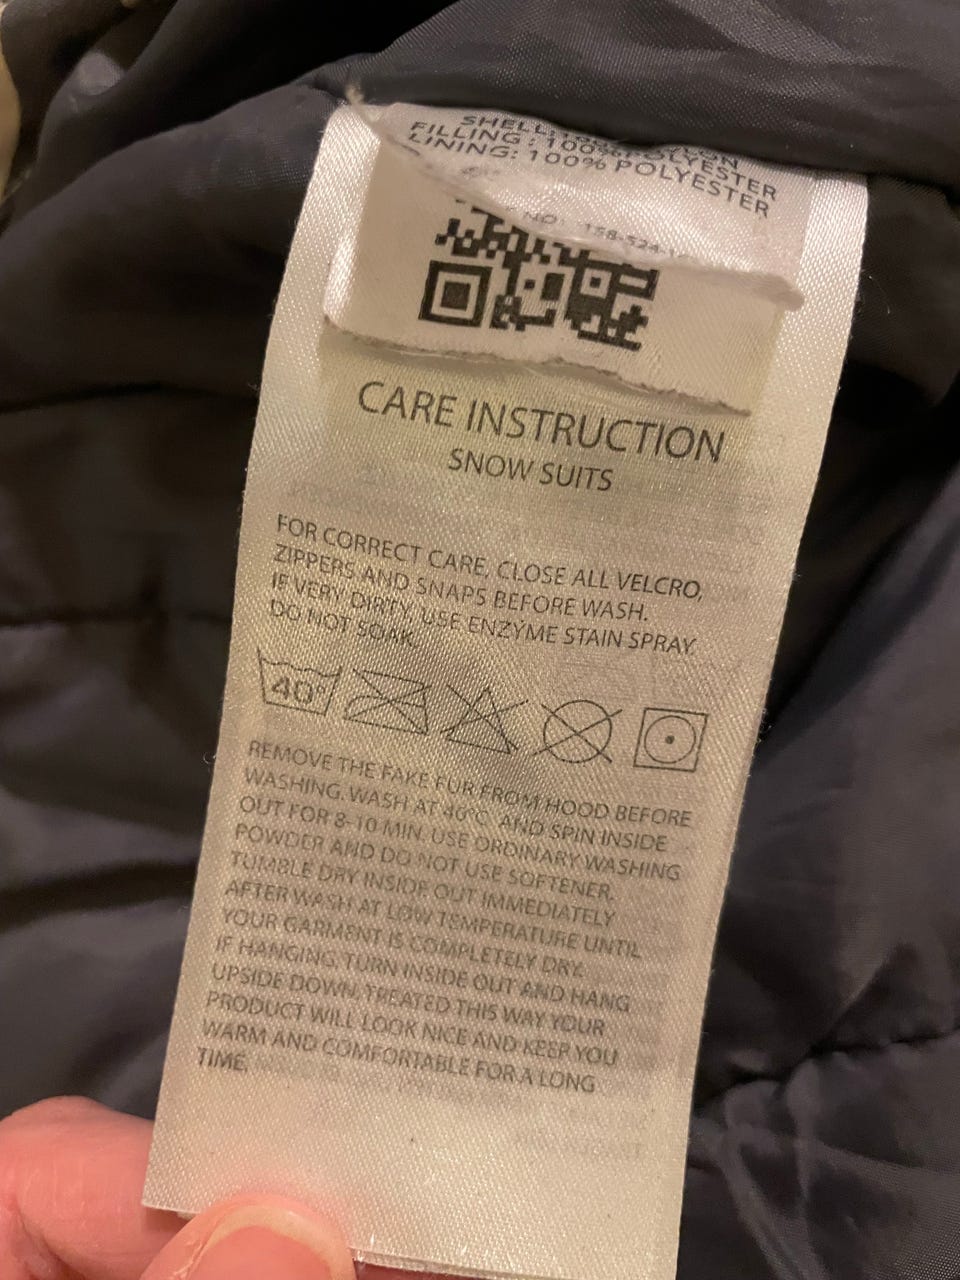 SHELL:
FILLING : 100% POLYESTER
LINING: 100% POLYESTER
NO: 158-524-
CARE INSTRUCTION
SNOW SUITS
FOR CORRECT CARE, CLOSE ALL VELCRO,
ZIPPERS AND SNAPS BEFORE WASH.
IF VERY DIRTY, USE ENZYME STAIN SPRAY.
DO NOT SOAK.
40°
REMOVE THE FAKE FUR FROM HOOD BEFORE
WASHING. WASH AT 40°C AND SPIN INSIDE
OUT FOR 8-10 MIN. USE ORDINARY WASHING
POWDER AND DO NOT USE SOFTENER.
TUMBLE DRY INSIDE OUT IMMEDIATELY
AFTER WASH AT LOW TEMPERATURE UNTIL
YOUR GARMENT IS COMPLETELY DRY.
IF HANGING, TURN INSIDE OUT AND HANG
UPSIDE DOWN. TREATED THIS WAY YOUR
PRODUCT WILL LOOK NICE AND KEEP YOU
WARM AND COMFORTABLE FOR A LONG
TIME.